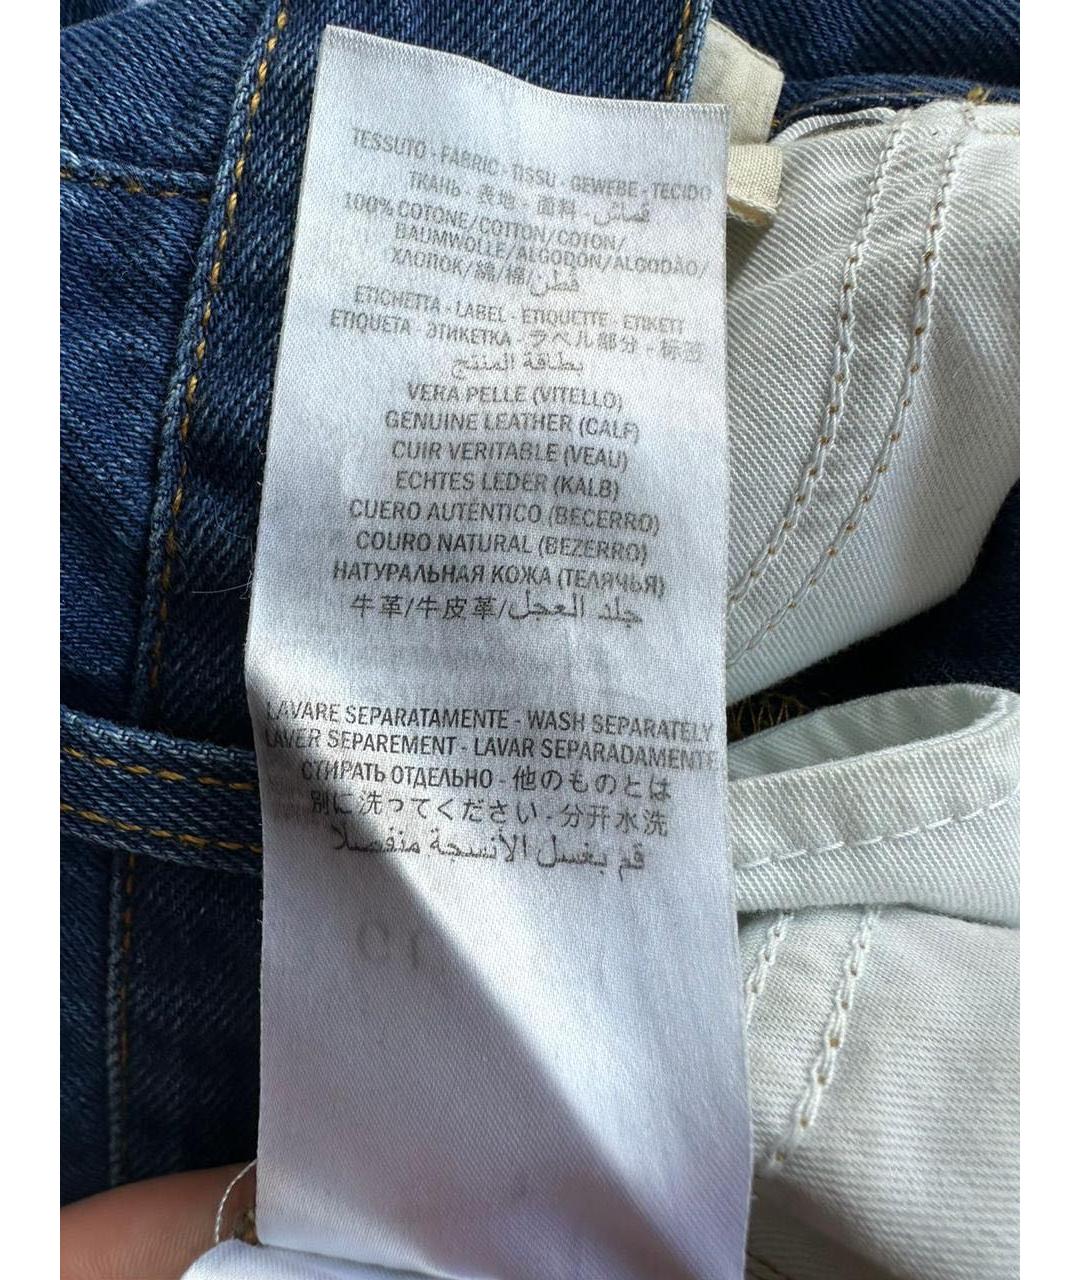 TESSUTO - FABRIC - TISSU - GEWEBE - TECIDO
ТКАНЬ - 表地 - 面料 - قماش
100% COTONE/COTTON/COTON/
BAUMWOLLE/ALGODÓN/ALGODÃO/
ХЛОПОК/綿/棉/قطن
ETICHETTA - LABEL - ETIQUETTE - ETIKETT
ETIQUETA - ЭТИКЕТКА - ラベル部分 - 标签
بطاقة المنتج
VERA PELLE (VITELLO)
GENUINE LEATHER (CALF)
CUIR VERITABLE (VEAU)
ECHTES LEDER (KALB)
CUERO AUTÉNTICO (BECERRO)
COURO NATURAL (BEZERRO)
НАТУРАЛЬНАЯ КОЖА (ТЕЛЯЧЬЯ)
牛革/牛皮革/جلد العجل
LAVARE SEPARATAMENTE - WASH SEPARATELY
LAVER SEPAREMENT - LAVAR SEPARADAMENTE
СТИРАТЬ ОТДЕЛЬНО - 他のものとは
別に洗ってください - 分开水洗
قم بغسل الأنسجة منفصلا